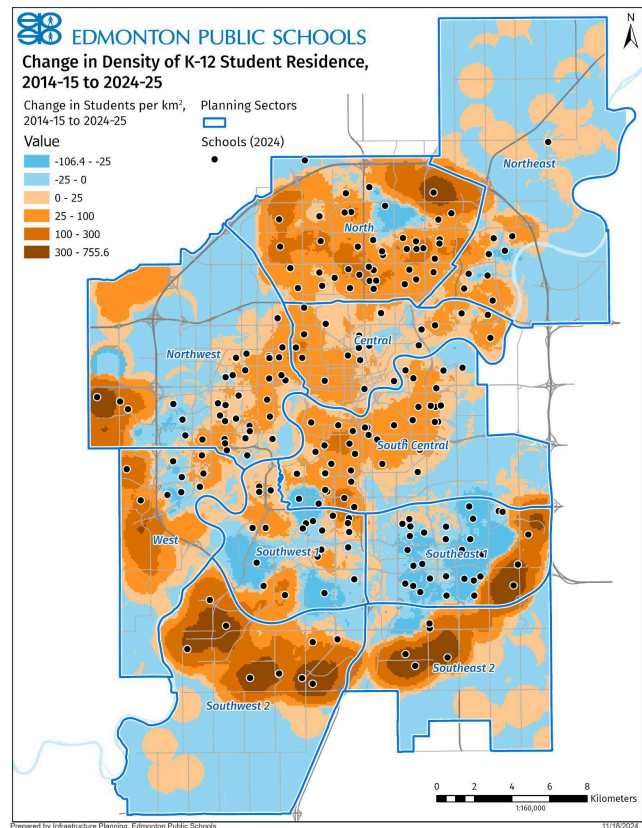 EDMONTON PUBLIC SCHOOLS
Change in Density of K-12 Student Residence,
2014-15 to 2024-25
Change in Students per km²,
2014-15 to 2024-25
Value
-106.4 - -25
-25 - 0
0 - 25
25 - 100
100 - 300
300 - 755.6
Planning Sectors
Schools (2024)
N
Northeast
North
Northwest
Central
South Central
West
Southwest 1
Southeast 1
Southeast 2
Southwest 2
0 2 4 6 8
Kilometers
1:160,000
Prepared by Infrastructure Planning, Edmonton Public Schools
11/18/2024